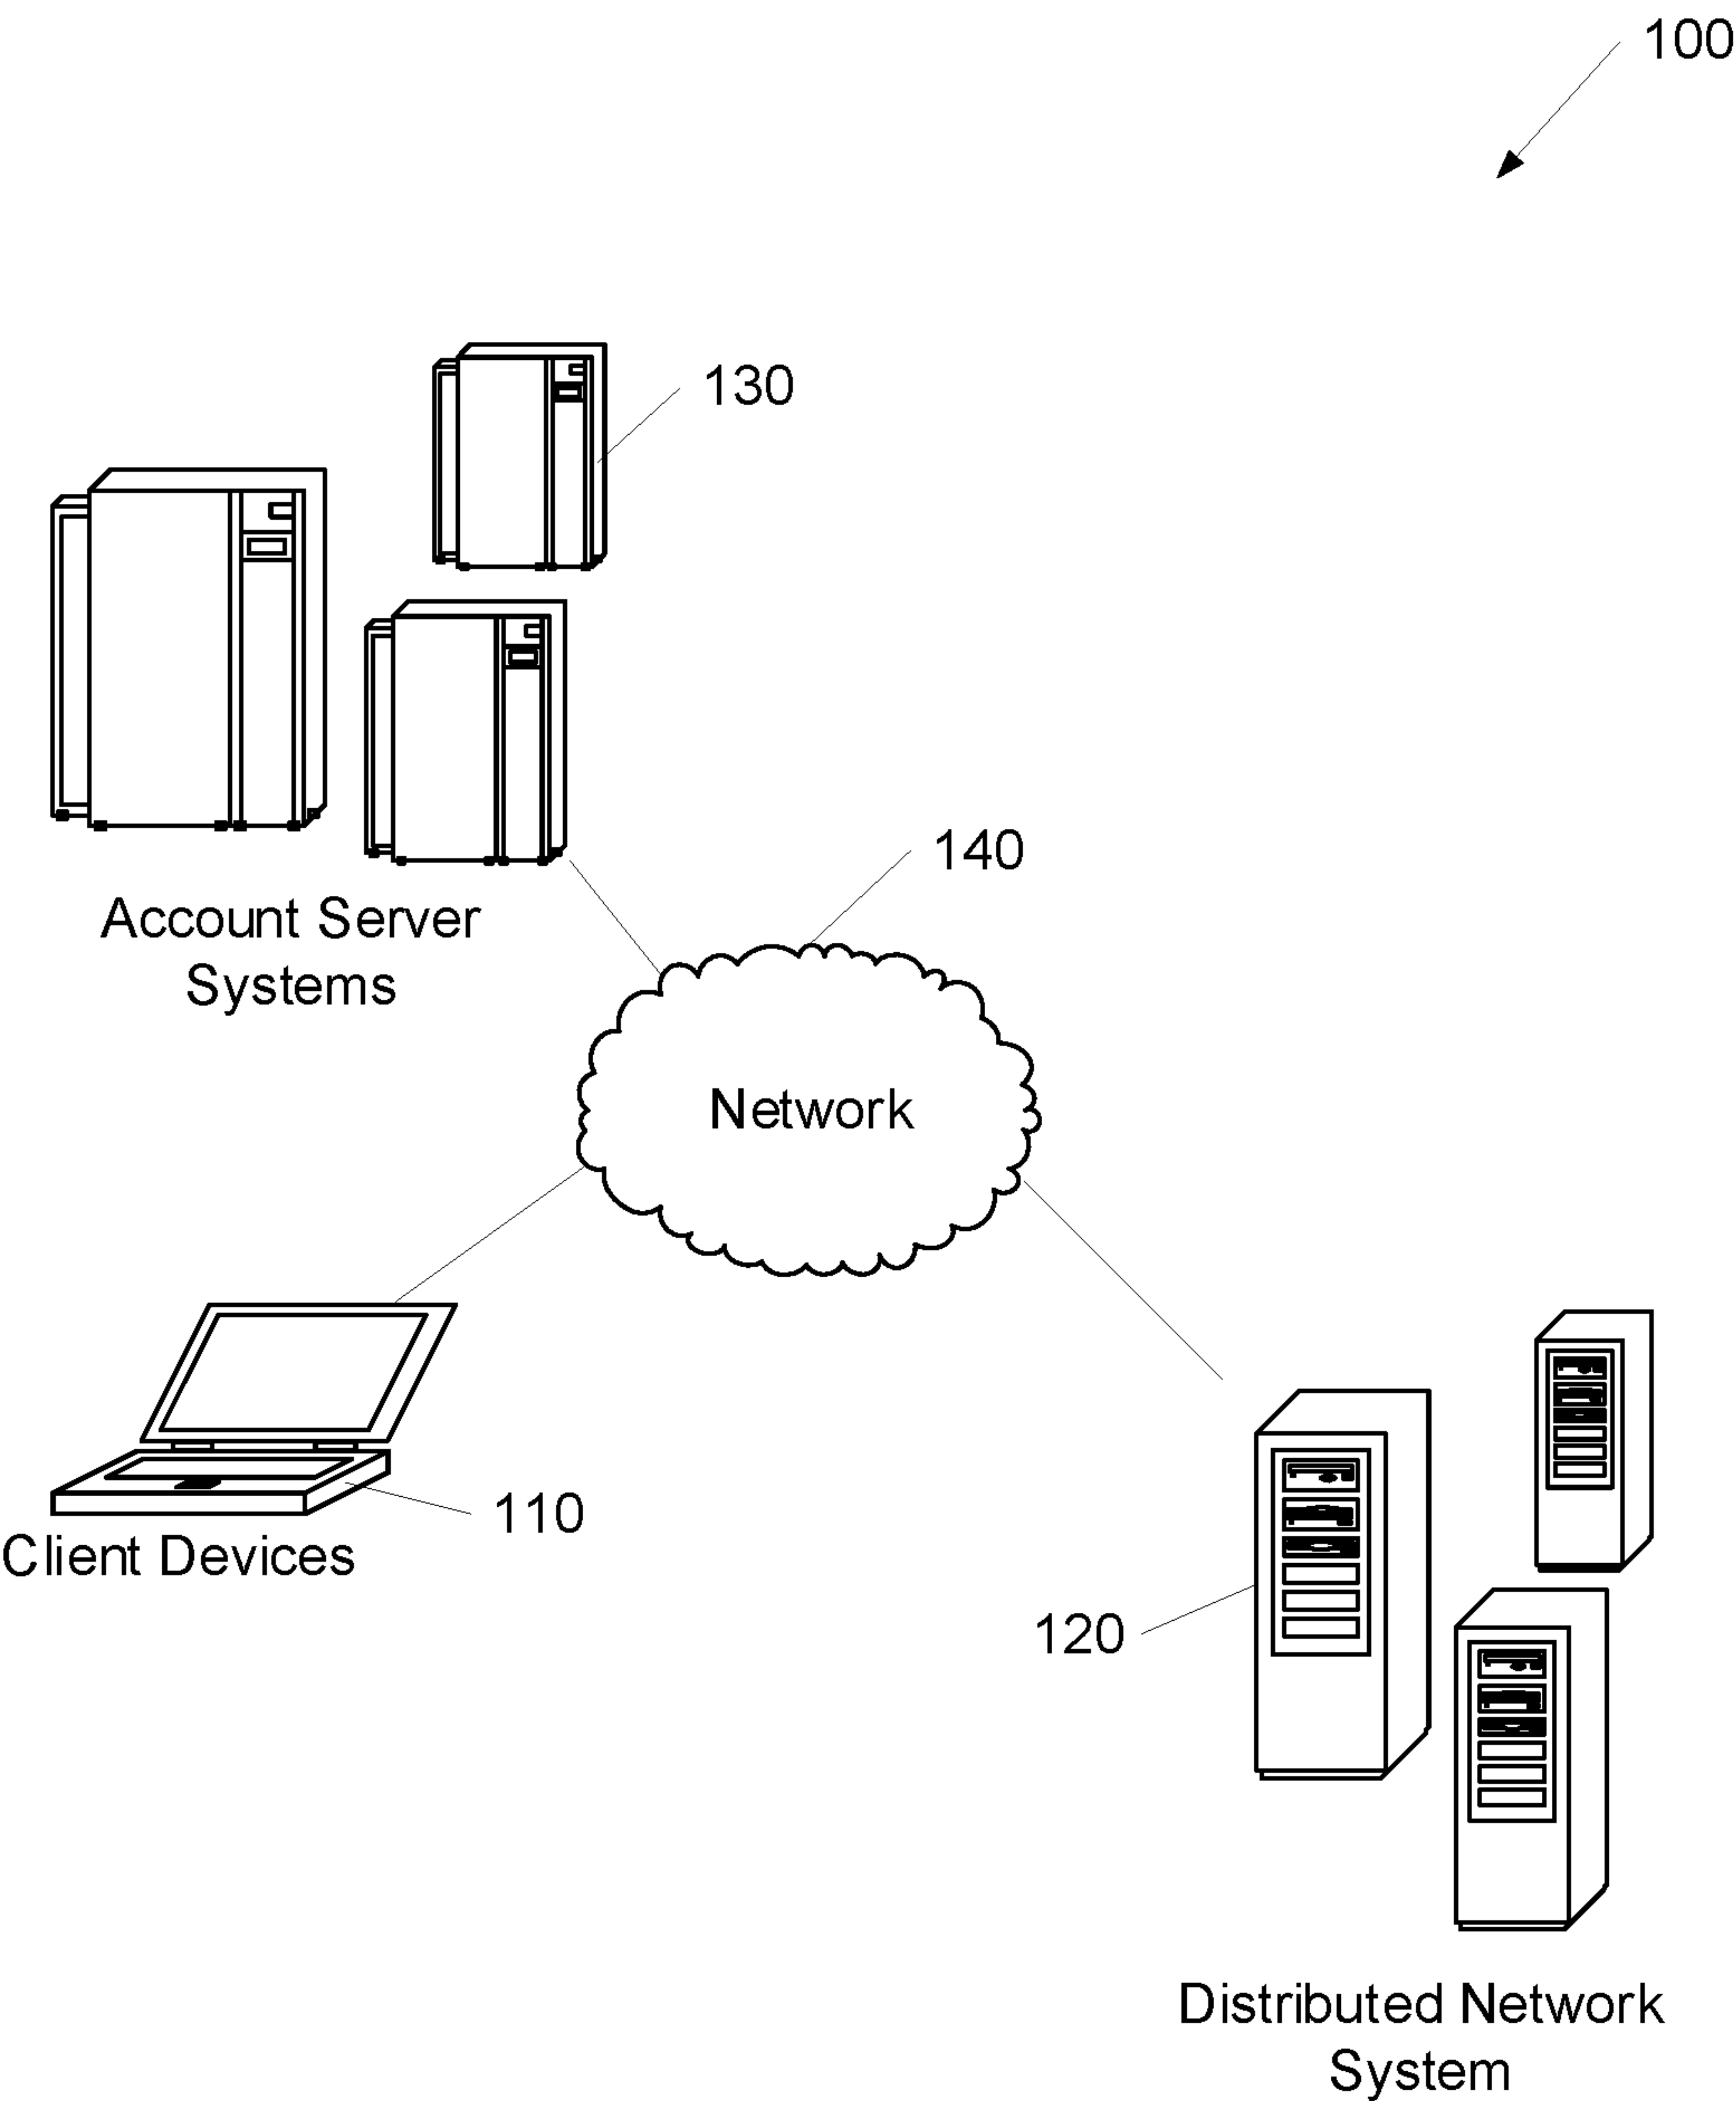 100
130
140
Account Server
Systems
Network
110
Client Devices
120
Distributed Network
System